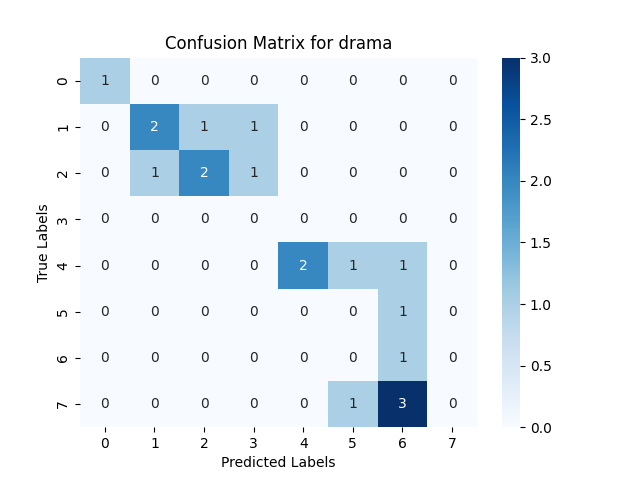 Confusion Matrix for drama
True Labels
0 1 0 0 0 0 0 0 0
1 0 2 1 1 0 0 0 0
2 0 1 2 1 0 0 0 0
3 0 0 0 0 0 0 0 0
4 0 0 0 0 2 1 1 0
5 0 0 0 0 0 0 1 0
6 0 0 0 0 0 0 1 0
7 0 0 0 0 0 1 3 0
0 1 2 3 4 5 6 7
Predicted Labels
3.0
2.5
2.0
1.5
1.0
0.5
0.0